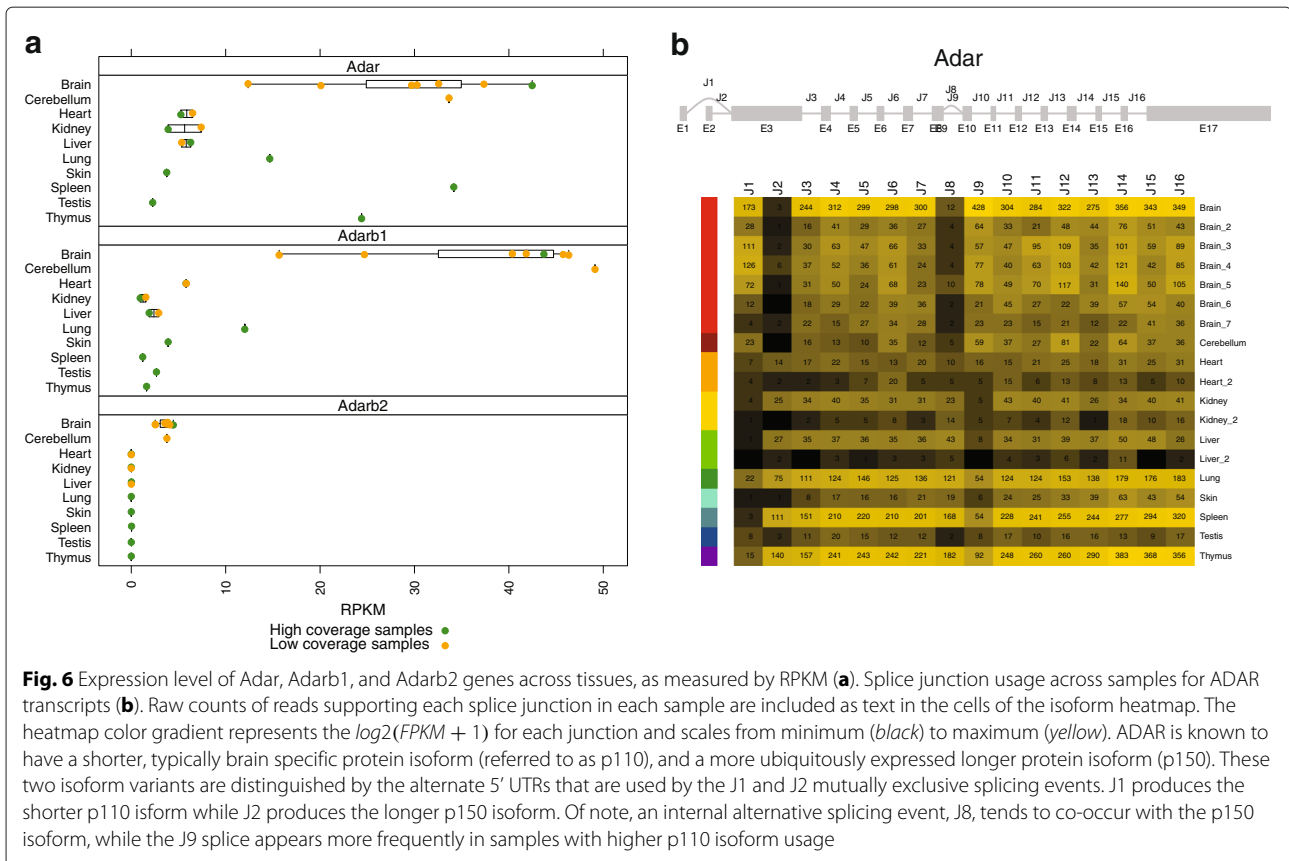 a
Adar
Brain
Cerebellum
Heart
Kidney
Liver
Lung
Skin
Spleen
Testis
Thymus
Adarb1
Brain
Cerebellum
Heart
Kidney
Liver
Lung
Skin
Spleen
Testis
Thymus
Adarb2
Brain
Cerebellum
Heart
Kidney
Liver
Lung
Skin
Spleen
Testis
Thymus
0 10 20 30 40 50
RPKM
High coverage samples
Low coverage samples
b
Adar
J1 J2 J3 J4 J5 J6 J7 J8 J9 J10 J11 J12 J13 J14 J15 J16
E1 E2 E3 E4 E5 E6 E7 E9 E10 E11 E12 E13 E14 E15 E16 E17
J1 J2 J3 J4 J5 J6 J7 J8 J9 J10 J11 J12 J13 J14 J15 J16
173 3 244 312 299 298 300 12 428 304 284 322 275 356 343 349 Brain
28 1 16 41 29 36 27 4 64 33 21 48 44 76 51 43 Brain_2
111 2 30 63 47 66 33 4 57 47 95 109 35 101 59 89 Brain_3
126 6 37 52 36 61 24 4 77 40 63 103 42 121 42 85 Brain_4
72 1 31 50 24 68 23 10 78 49 70 117 31 140 50 105 Brain_5
12 18 29 22 39 36 2 21 45 27 22 39 57 54 40 Brain_6
4 2 22 15 27 34 28 2 23 23 15 21 12 22 41 36 Brain_7
23 16 13 10 35 12 5 59 37 27 81 22 64 37 36 Cerebellum
7 14 17 22 15 13 20 10 16 15 21 25 18 31 25 31 Heart
4 2 2 3 7 20 5 5 5 15 6 13 8 13 5 10 Heart_2
4 25 34 40 35 31 31 23 5 43 40 41 26 34 40 41 Kidney
1 2 5 5 8 3 14 5 7 4 12 1 18 10 16 Kidney_2
1 27 35 37 36 35 36 43 8 34 31 39 37 50 48 26 Liver
2 3 1 3 3 5 4 3 6 2 11 2 Liver_2
22 75 111 124 146 125 136 121 54 124 124 153 138 179 176 183 Lung
1 1 8 17 16 16 21 19 6 24 25 33 39 63 43 54 Skin
3 111 151 210 220 210 201 168 54 228 241 255 244 277 294 320 Spleen
8 3 11 20 15 12 12 2 8 17 10 16 16 13 9 17 Testis
15 140 157 241 243 242 221 182 92 248 260 260 290 383 368 356 Thymus
Fig. 6 Expression level of Adar, Adarb1, and Adarb2 genes across tissues, as measured by RPKM (a). Splice junction usage across samples for ADAR
transcripts (b). Raw counts of reads supporting each splice junction in each sample are included as text in the cells of the isoform heatmap. The
heatmap color gradient represents the log2(FPKM + 1) for each junction and scales from minimum (black) to maximum (yellow). ADAR is known to
have a shorter, typically brain specific protein isoform (referred to as p110), and a more ubiquitously expressed longer protein isoform (p150). These
two isoform variants are distinguished by the alternate 5' UTRs that are used by the J1 and J2 mutually exclusive splicing events. J1 produces the
shorter p110 isform while J2 produces the longer p150 isoform. Of note, an internal alternative splicing event, J8, tends to co-occur with the p150
isoform, while the J9 splice appears more frequently in samples with higher p110 isoform usage